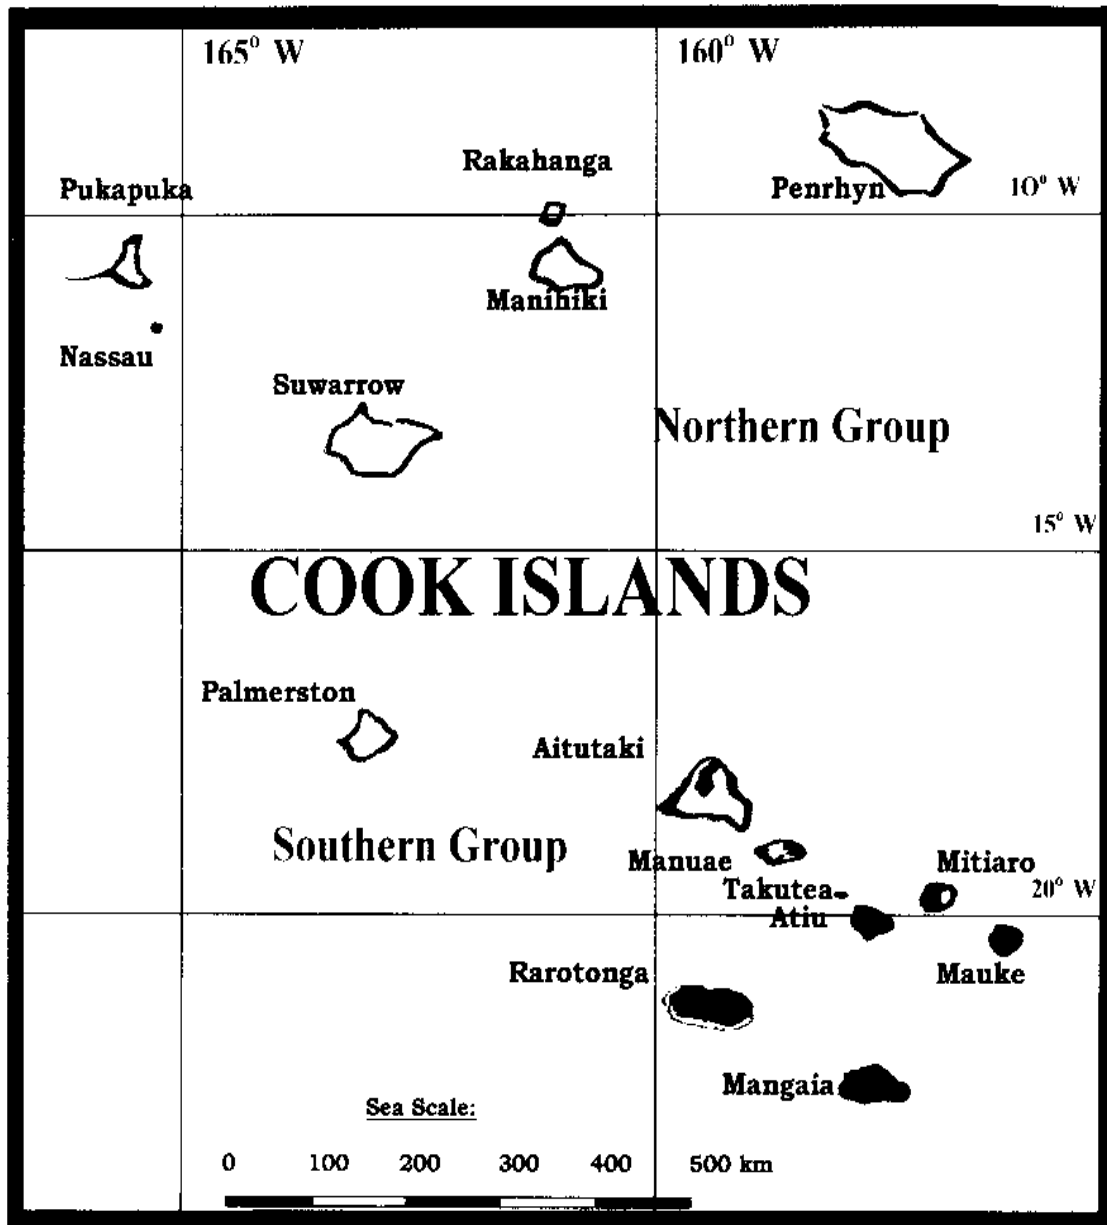 165° W
160° W
Rakahanga
Pukapuka
Penrhyn
10° W
Manihiki
Nassau
Suwarrow
Northern Group
15° W
COOK ISLANDS
Palmerston
Aitutaki
Southern Group
Manuae
Mitiaro
Takutea
20° W
Atiu
Rarotonga
Mauke
Mangaia
Sea Scale:
0 100 200 300 400 500 km